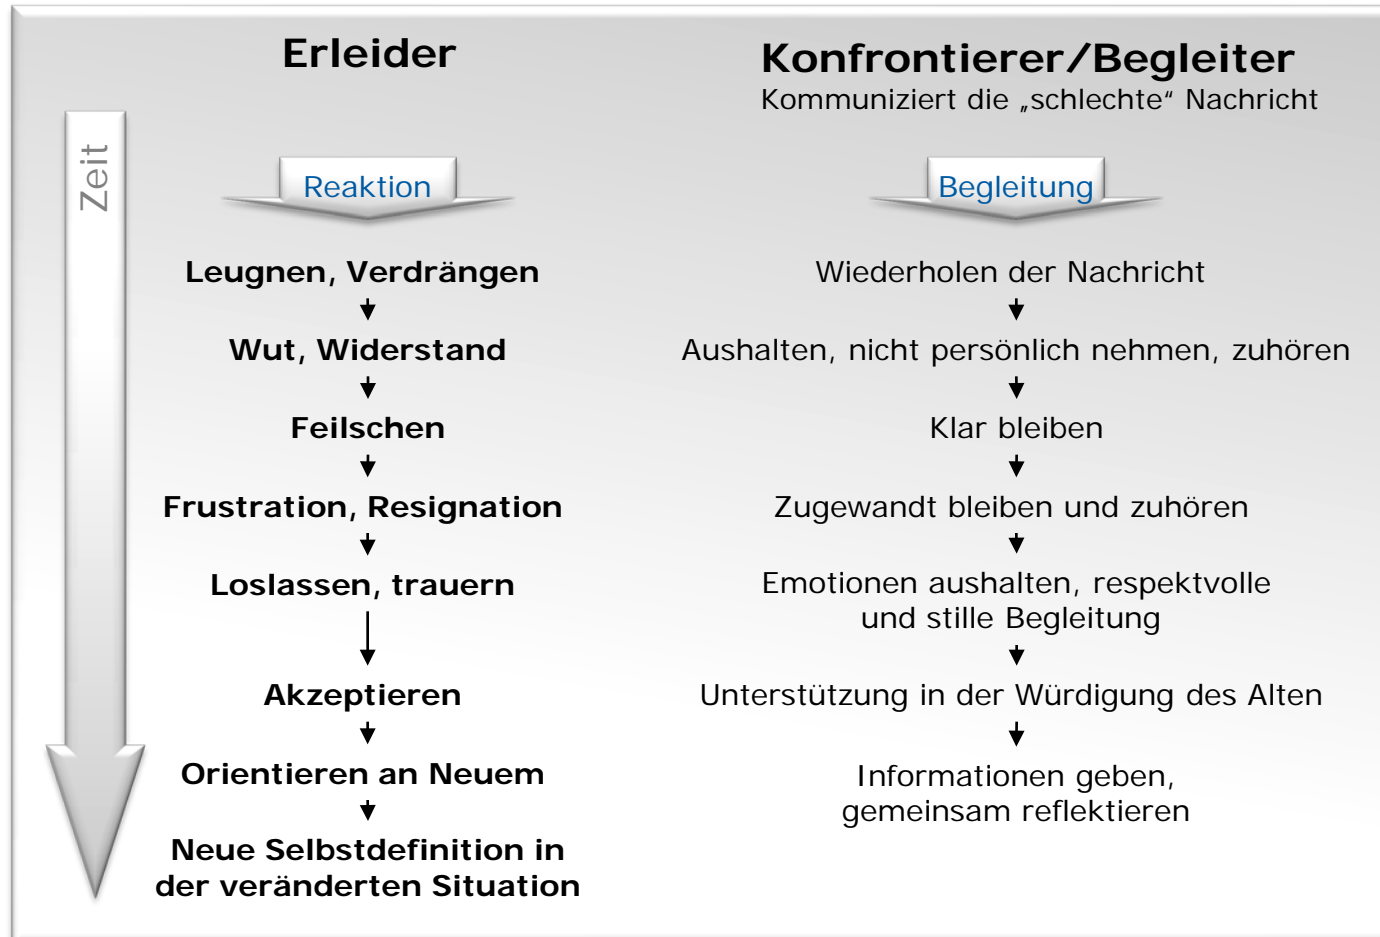 Erleider
Konfrontierer/Begleiter
Kommuniziert die „schlechte“ Nachricht
Zeit
Reaktion
Begleitung
Leugnen, Verdrängen
Wiederholen der Nachricht
Wut, Widerstand
Aushalten, nicht persönlich nehmen, zuhören
Feilschen
Klar bleiben
Frustration, Resignation
Zugewandt bleiben und zuhören
Loslassen, trauern
Emotionen aushalten, respektvolle
und stille Begleitung
Akzeptieren
Unterstützung in der Würdigung des Alten
Orientieren an Neuem
Informationen geben,
gemeinsam reflektieren
Neue Selbstdefinition in
der veränderten Situation